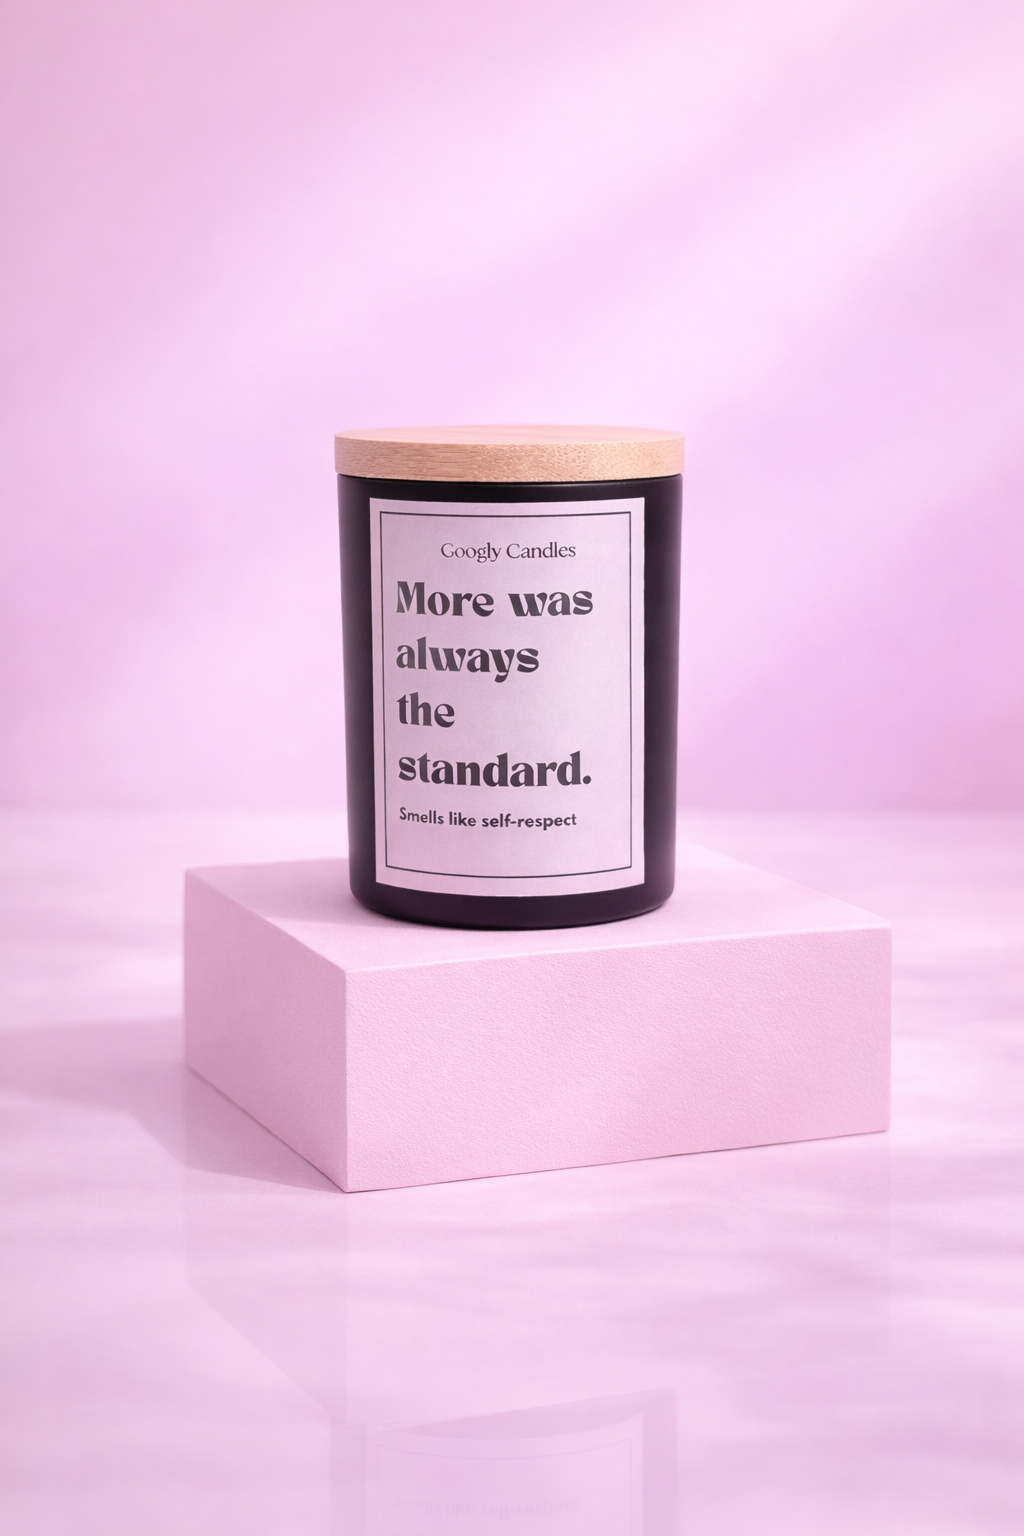 Googly Candles
More was
always
the
standard.
Smells like self-respect